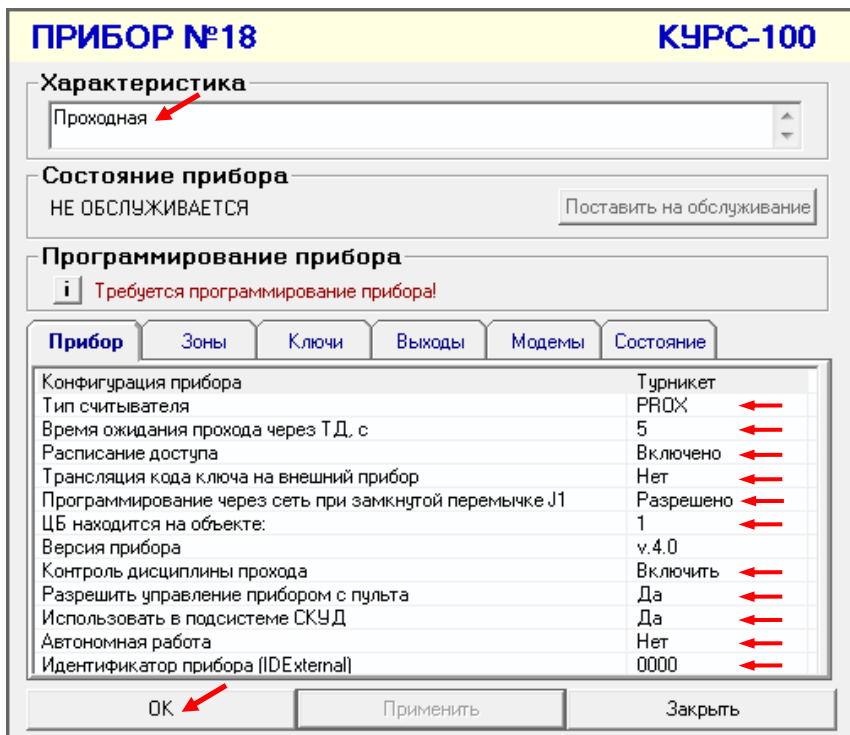 ПРИБОР №18 КУРС-100
Характеристика
Проходная
Состояние прибора
НЕ ОБСЛУЖИВАЕТСЯ Поставить на обслуживание
Программирование прибора
i Требуется программирование прибора!
Прибор Зоны Ключи Выходы Модемы Состояние
Конфигурация прибора Турникет
Тип считывателя PROX
Время ожидания прохода через ТД, с 5
Расписание доступа Включено
Трансляция кода ключа на внешний прибор Нет
Программирование через сеть при замкнутой перемычке J1 Разрешено
ЦБ находится на объекте: 1
Версия прибора v.4.0
Контроль дисциплины прохода Включить
Разрешить управление прибором с пульта Да
Использовать в подсистеме СКУД Да
Автономная работа Нет
Идентификатор прибора (IDExternal) 0000
OK Применить Закрыть